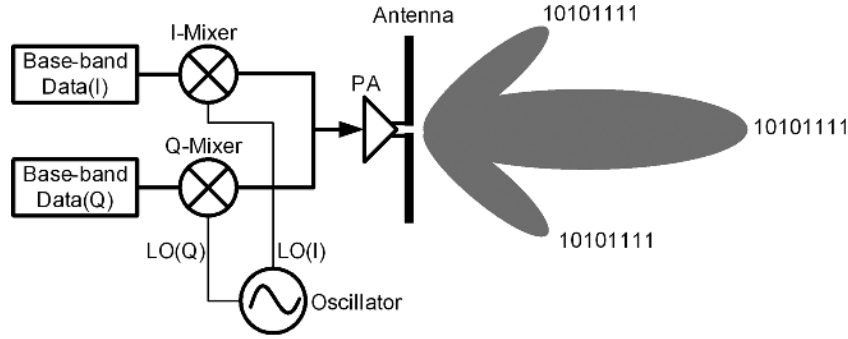 Antenna
10101111
I-Mixer
Base-band
Data(I)
PA
10101111
Q-Mixer
Base-band
Data(Q)
10101111
LO(Q)
LO(I)
Oscillator